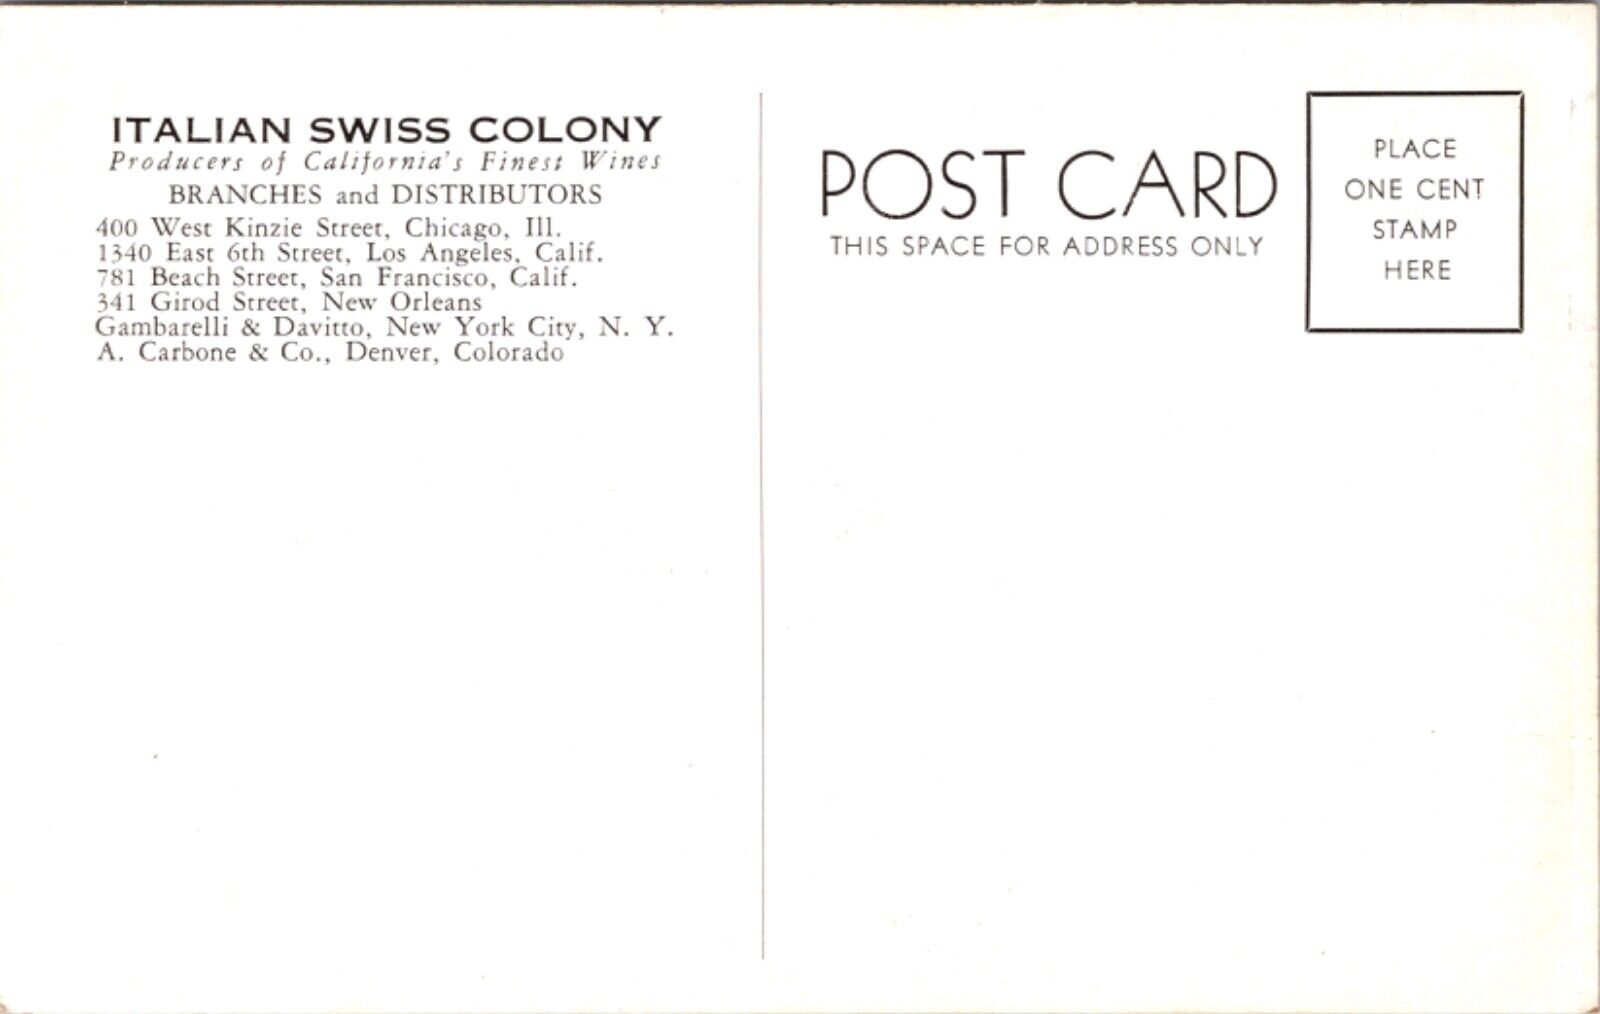 ITALIAN SWISS COLONY
Producers of California's Finest Wines
BRANCHES and DISTRIBUTORS
400 West Kinzie Street, Chicago, Ill.
1340 East 6th Street, Los Angeles, Calif.
781 Beach Street, San Francisco, Calif.
341 Girod Street, New Orleans
Gambarelli & Davitto, New York City, N. Y.
A. Carbone & Co., Denver, Colorado
POST CARD
THIS SPACE FOR ADDRESS ONLY
PLACE
ONE CENT
STAMP
HERE